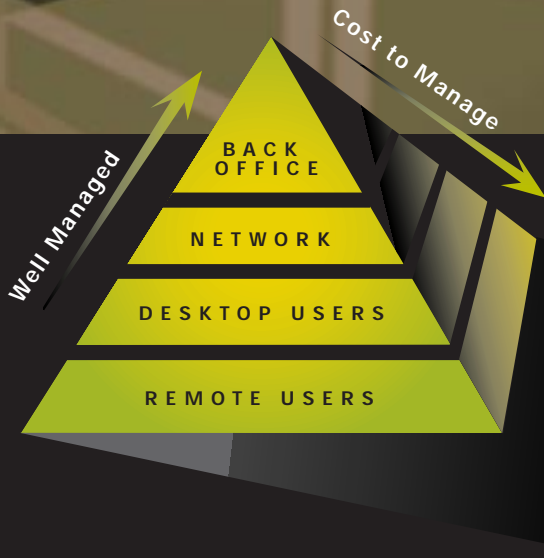 Cost to Manage
Well Managed
BACK
OFFICE
NETWORK
DESKTOP USERS
REMOTE USERS